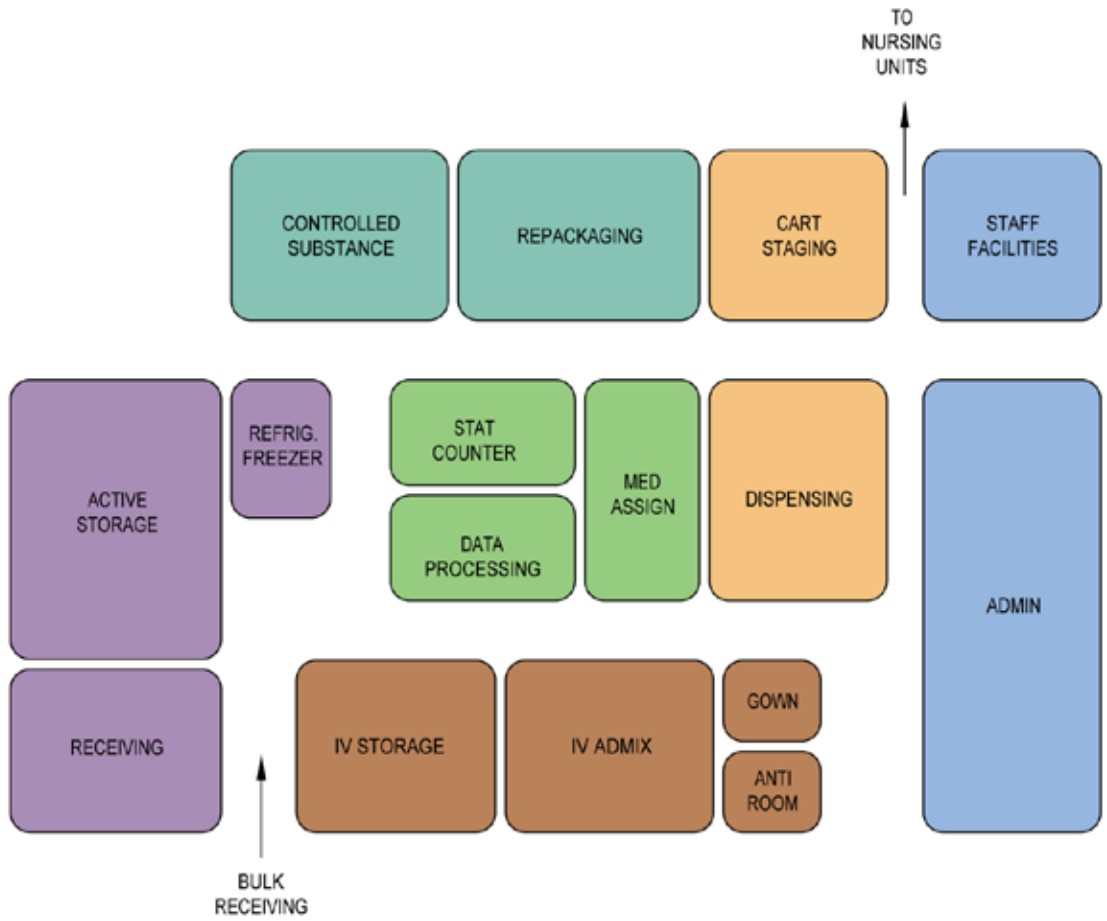 TO
NURSING
UNITS
CONTROLLED
SUBSTANCE
REPACKAGING
CART
STAGING
STAFF
FACILITIES
ACTIVE
STORAGE
REFRIG.
FREEZER
STAT
COUNTER
DATA
PROCESSING
MED
ASSIGN
DISPENSING
ADMIN
RECEIVING
IV STORAGE
IV ADMIX
GOWN
ANTI
ROOM
BULK
RECEIVING